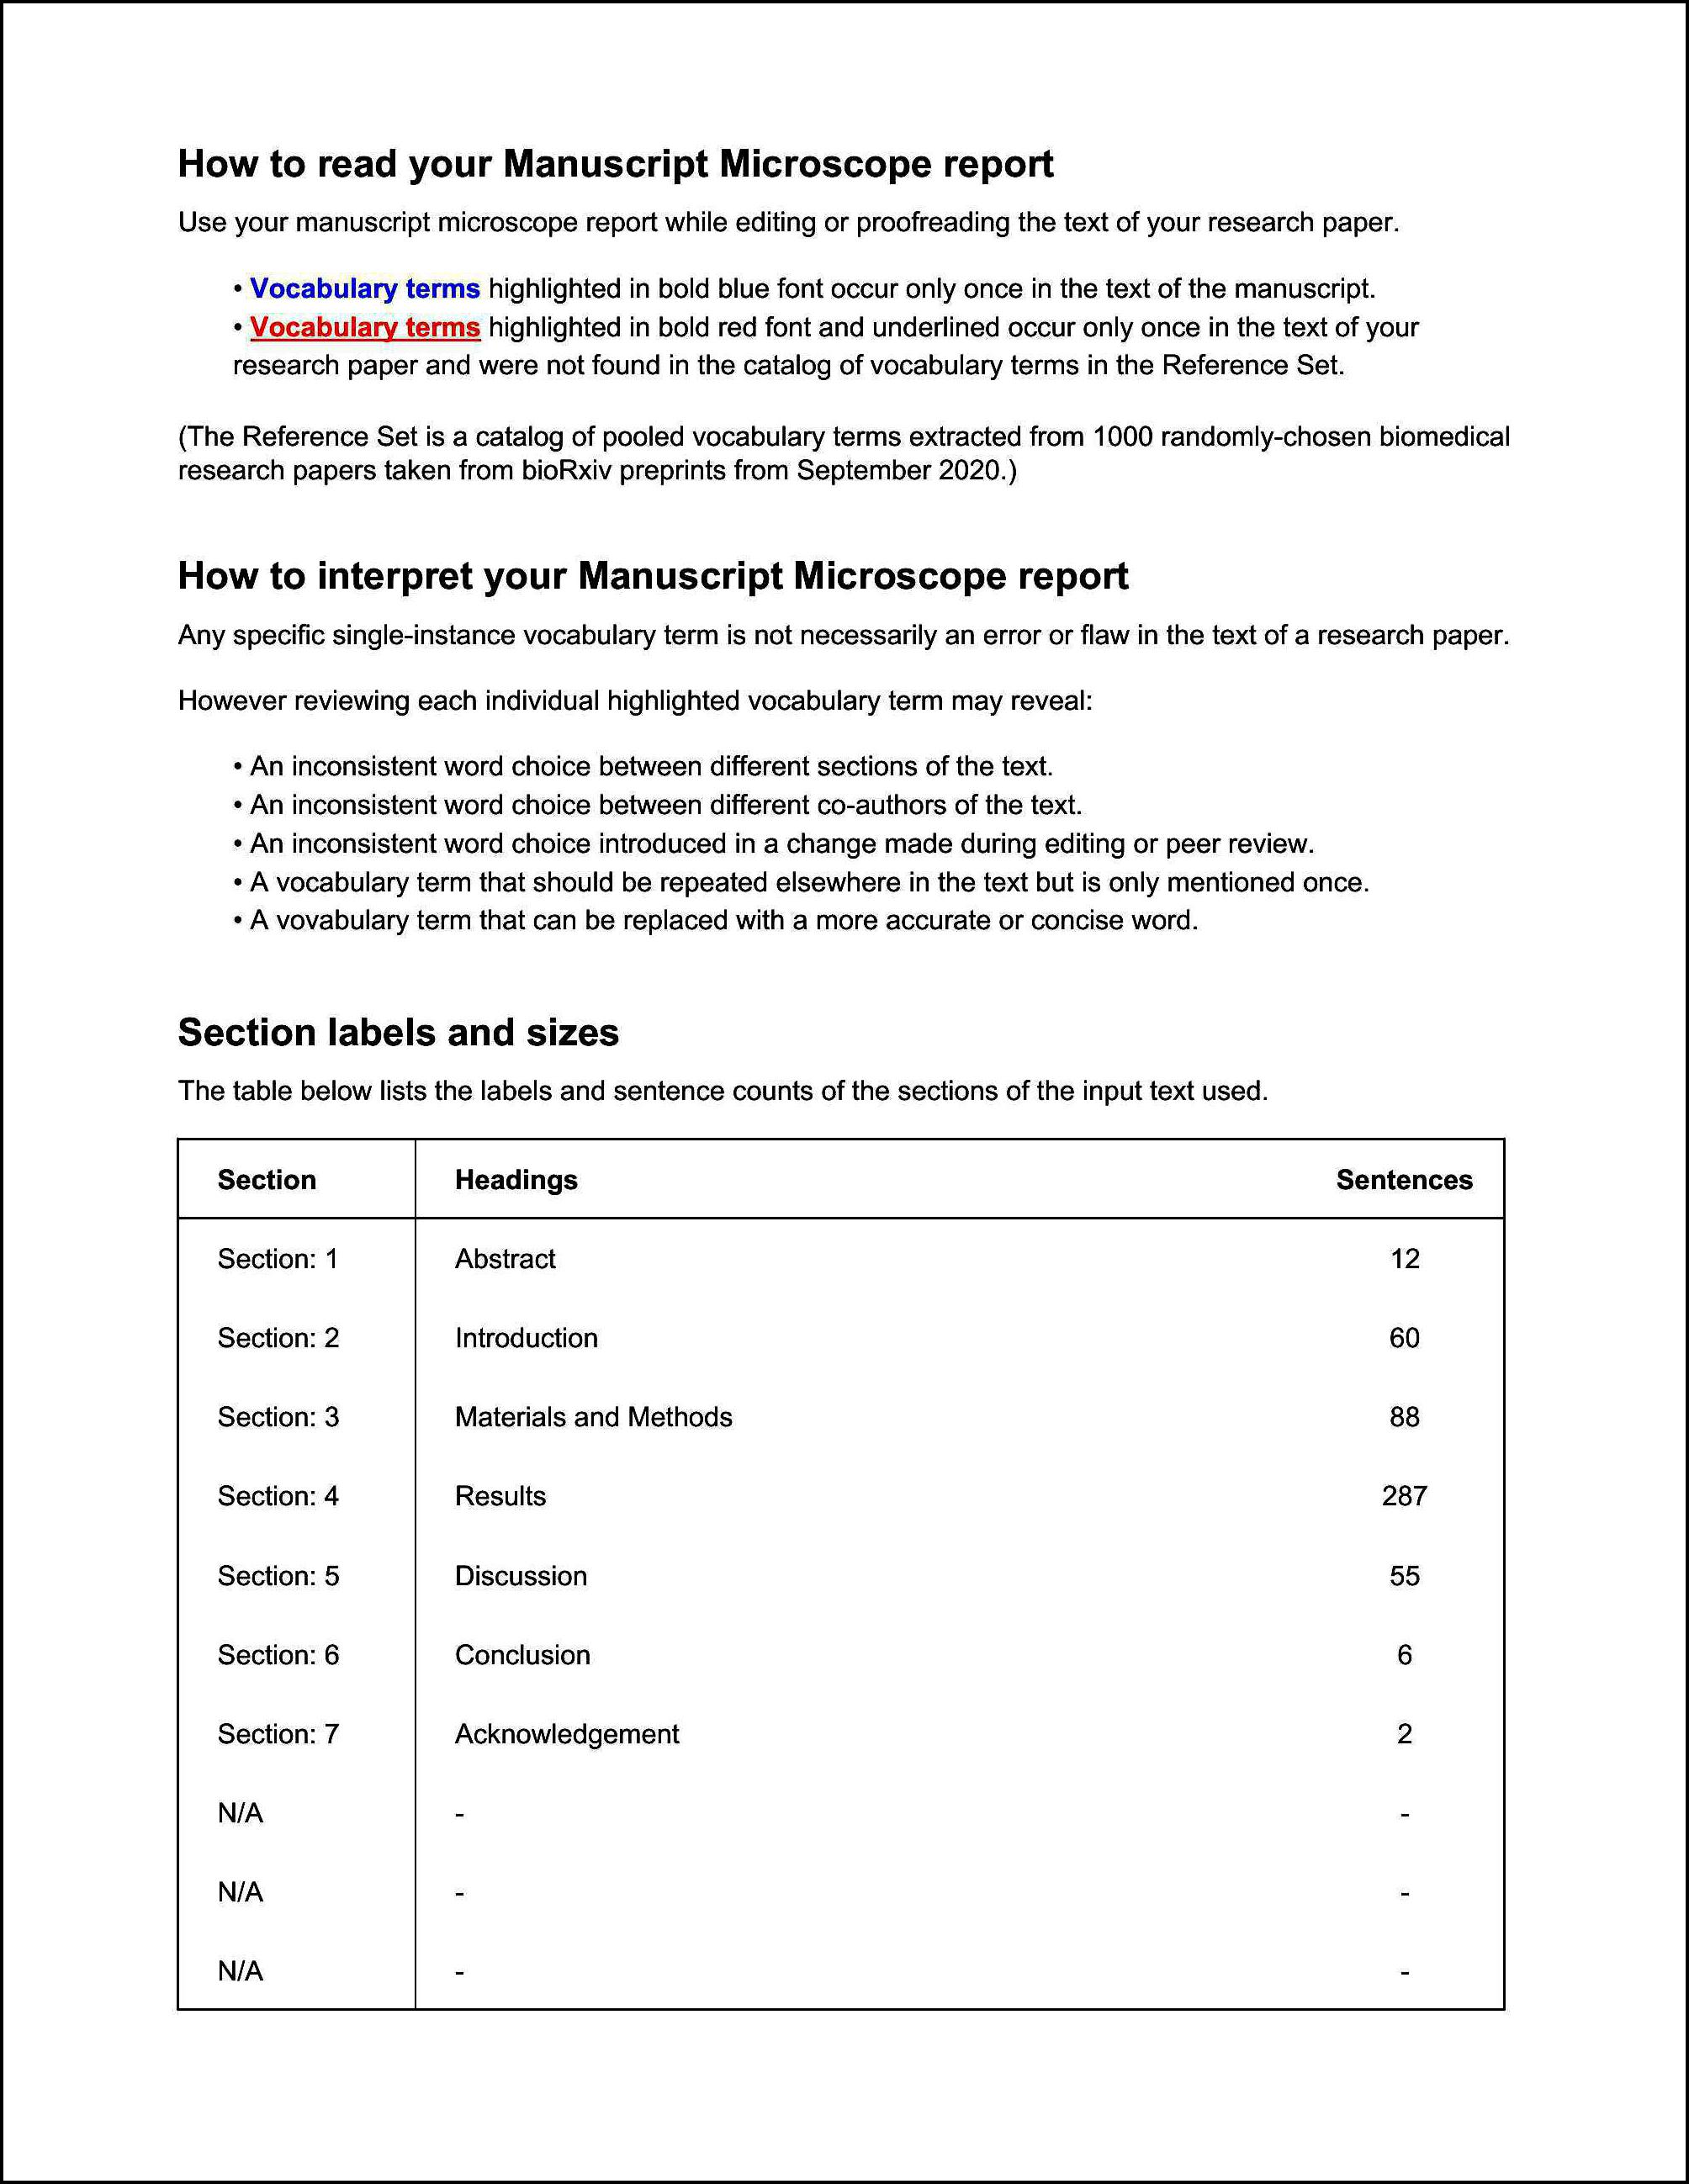 How to read your Manuscript Microscope report
Use your manuscript microscope report while editing or proofreading the text of your research paper.
• Vocabulary terms highlighted in bold blue font occur only once in the text of the manuscript.
• Vocabulary terms highlighted in bold red font and underlined occur only once in the text of your
research paper and were not found in the catalog of vocabulary terms in the Reference Set.
(The Reference Set is a catalog of pooled vocabulary terms extracted from 1000 randomly-chosen biomedical
research papers taken from bioRxiv preprints from September 2020.)
How to interpret your Manuscript Microscope report
Any specific single-instance vocabulary term is not necessarily an error or flaw in the text of a research paper.
However reviewing each individual highlighted vocabulary term may reveal:
• An inconsistent word choice between different sections of the text.
• An inconsistent word choice between different co-authors of the text.
• An inconsistent word choice introduced in a change made during editing or peer review.
• A vocabulary term that should be repeated elsewhere in the text but is only mentioned once.
• A vovabulary term that can be replaced with a more accurate or concise word.
Section labels and sizes
The table below lists the labels and sentence counts of the sections of the input text used.
Section Headings Sentences
Section: 1 Abstract 12
Section: 2 Introduction 60
Section: 3 Materials and Methods 88
Section: 4 Results 287
Section: 5 Discussion 55
Section: 6 Conclusion 6
Section: 7 Acknowledgement 2
N/A - -
N/A - -
N/A - -